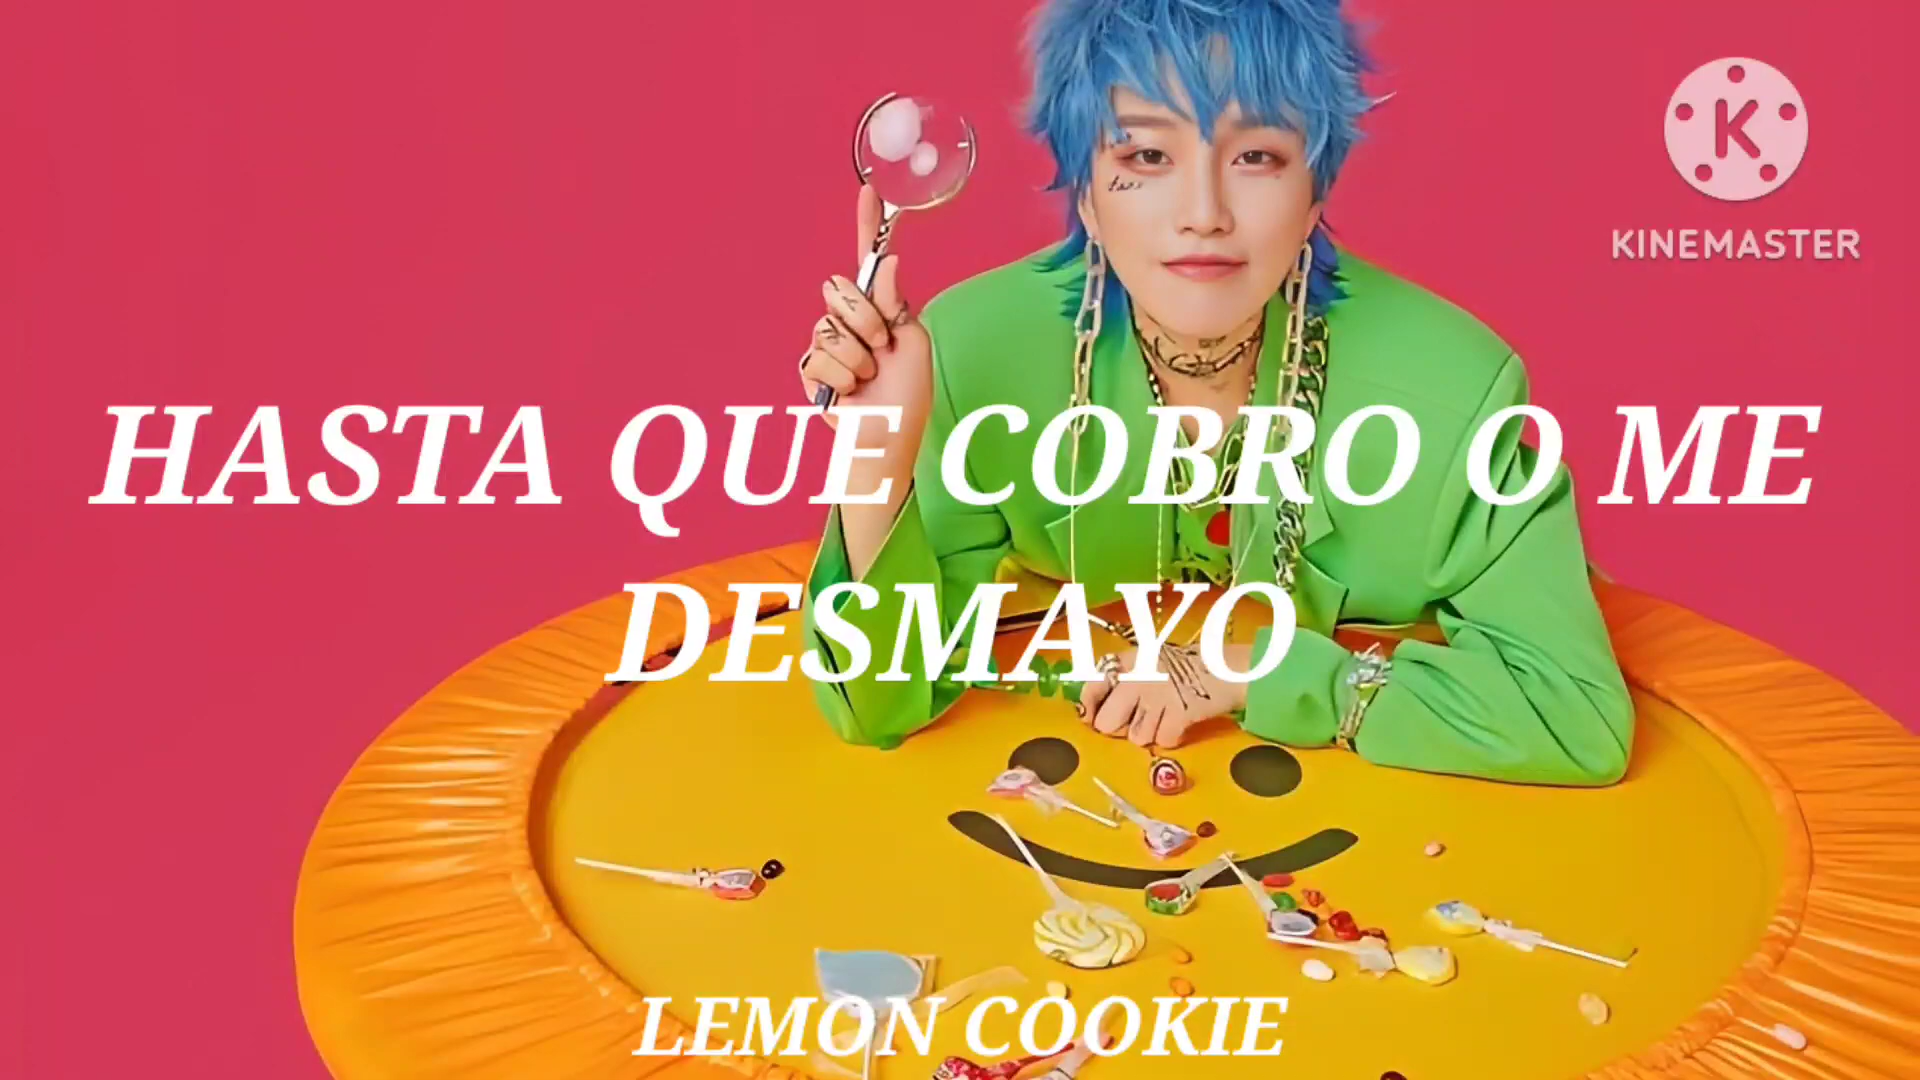 K
KINEMASTER
HASTA QUE COBRO O ME
DESMAYO
LEMON COOKIE